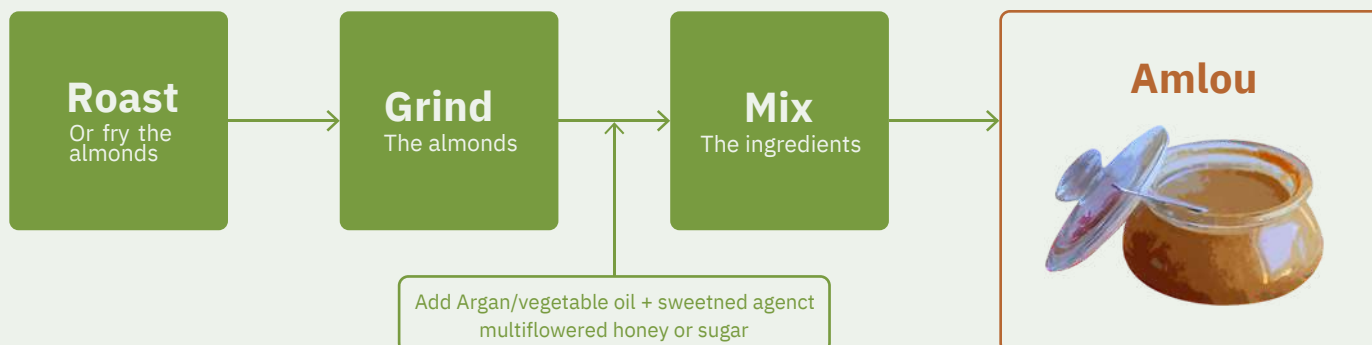 Roast
Or fry the
almonds
Grind
The almonds
Mix
The ingredients
Amlou
Add Argan/vegetable oil + sweetned agenct
multiflowered honey or sugar